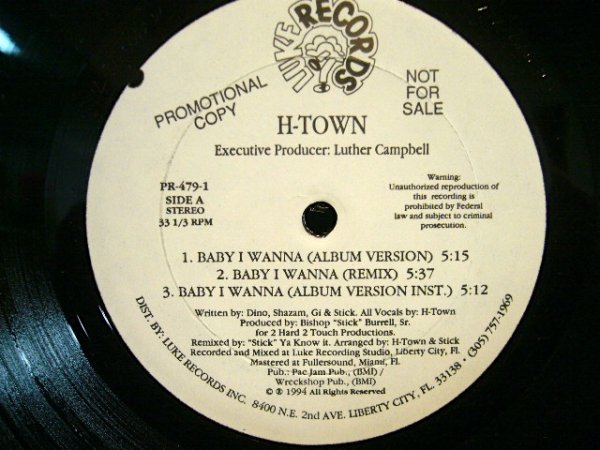 LUKE RECORDS
PROMOTIONAL COPY
NOT FOR SALE
H-TOWN
Executive Producer: Luther Campbell
PR-479-1
SIDE A
STEREO
33 1/3 RPM
Warning:
Unauthorized reproduction of
this recording is
prohibited by Federal
law and subject to criminal
prosecution.
1. BABY I WANNA (ALBUM VERSION) 5:15
2. BABY I WANNA (REMIX) 5:37
3. BABY I WANNA (ALBUM VERSION INST.) 5:12
Written by: Dino, Shazam, Gi & Stick. All Vocals by: H-Town
Produced by: Bishop "Stick" Burrell, Sr.
for 2 Hard 2 Touch Productions.
Remixed by: "Stick" Ya Know it. Arranged by: H-Town & Stick
Recorded and Mixed at Luke Recording Studio, Liberty City, Fl.
Mastered at Fullersound, Miami, Fl.
Pub.: Pac Jam Pub., (BMI) /
Wreckshop Pub., (BMI)
© ℗ 1994 All Rights Reserved
DIST. BY: LUKE RECORDS INC. 8400 N.E. 2nd AVE. LIBERTY CITY, FL. 33138 • (305) 757-1969